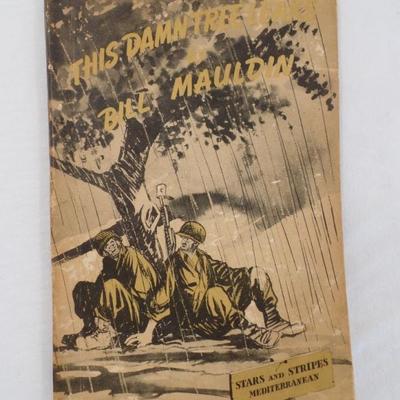 THIS DAMN TREE LEAKS
BILL MAULDIN
STARS AND STRIPES
MEDITERRANEAN